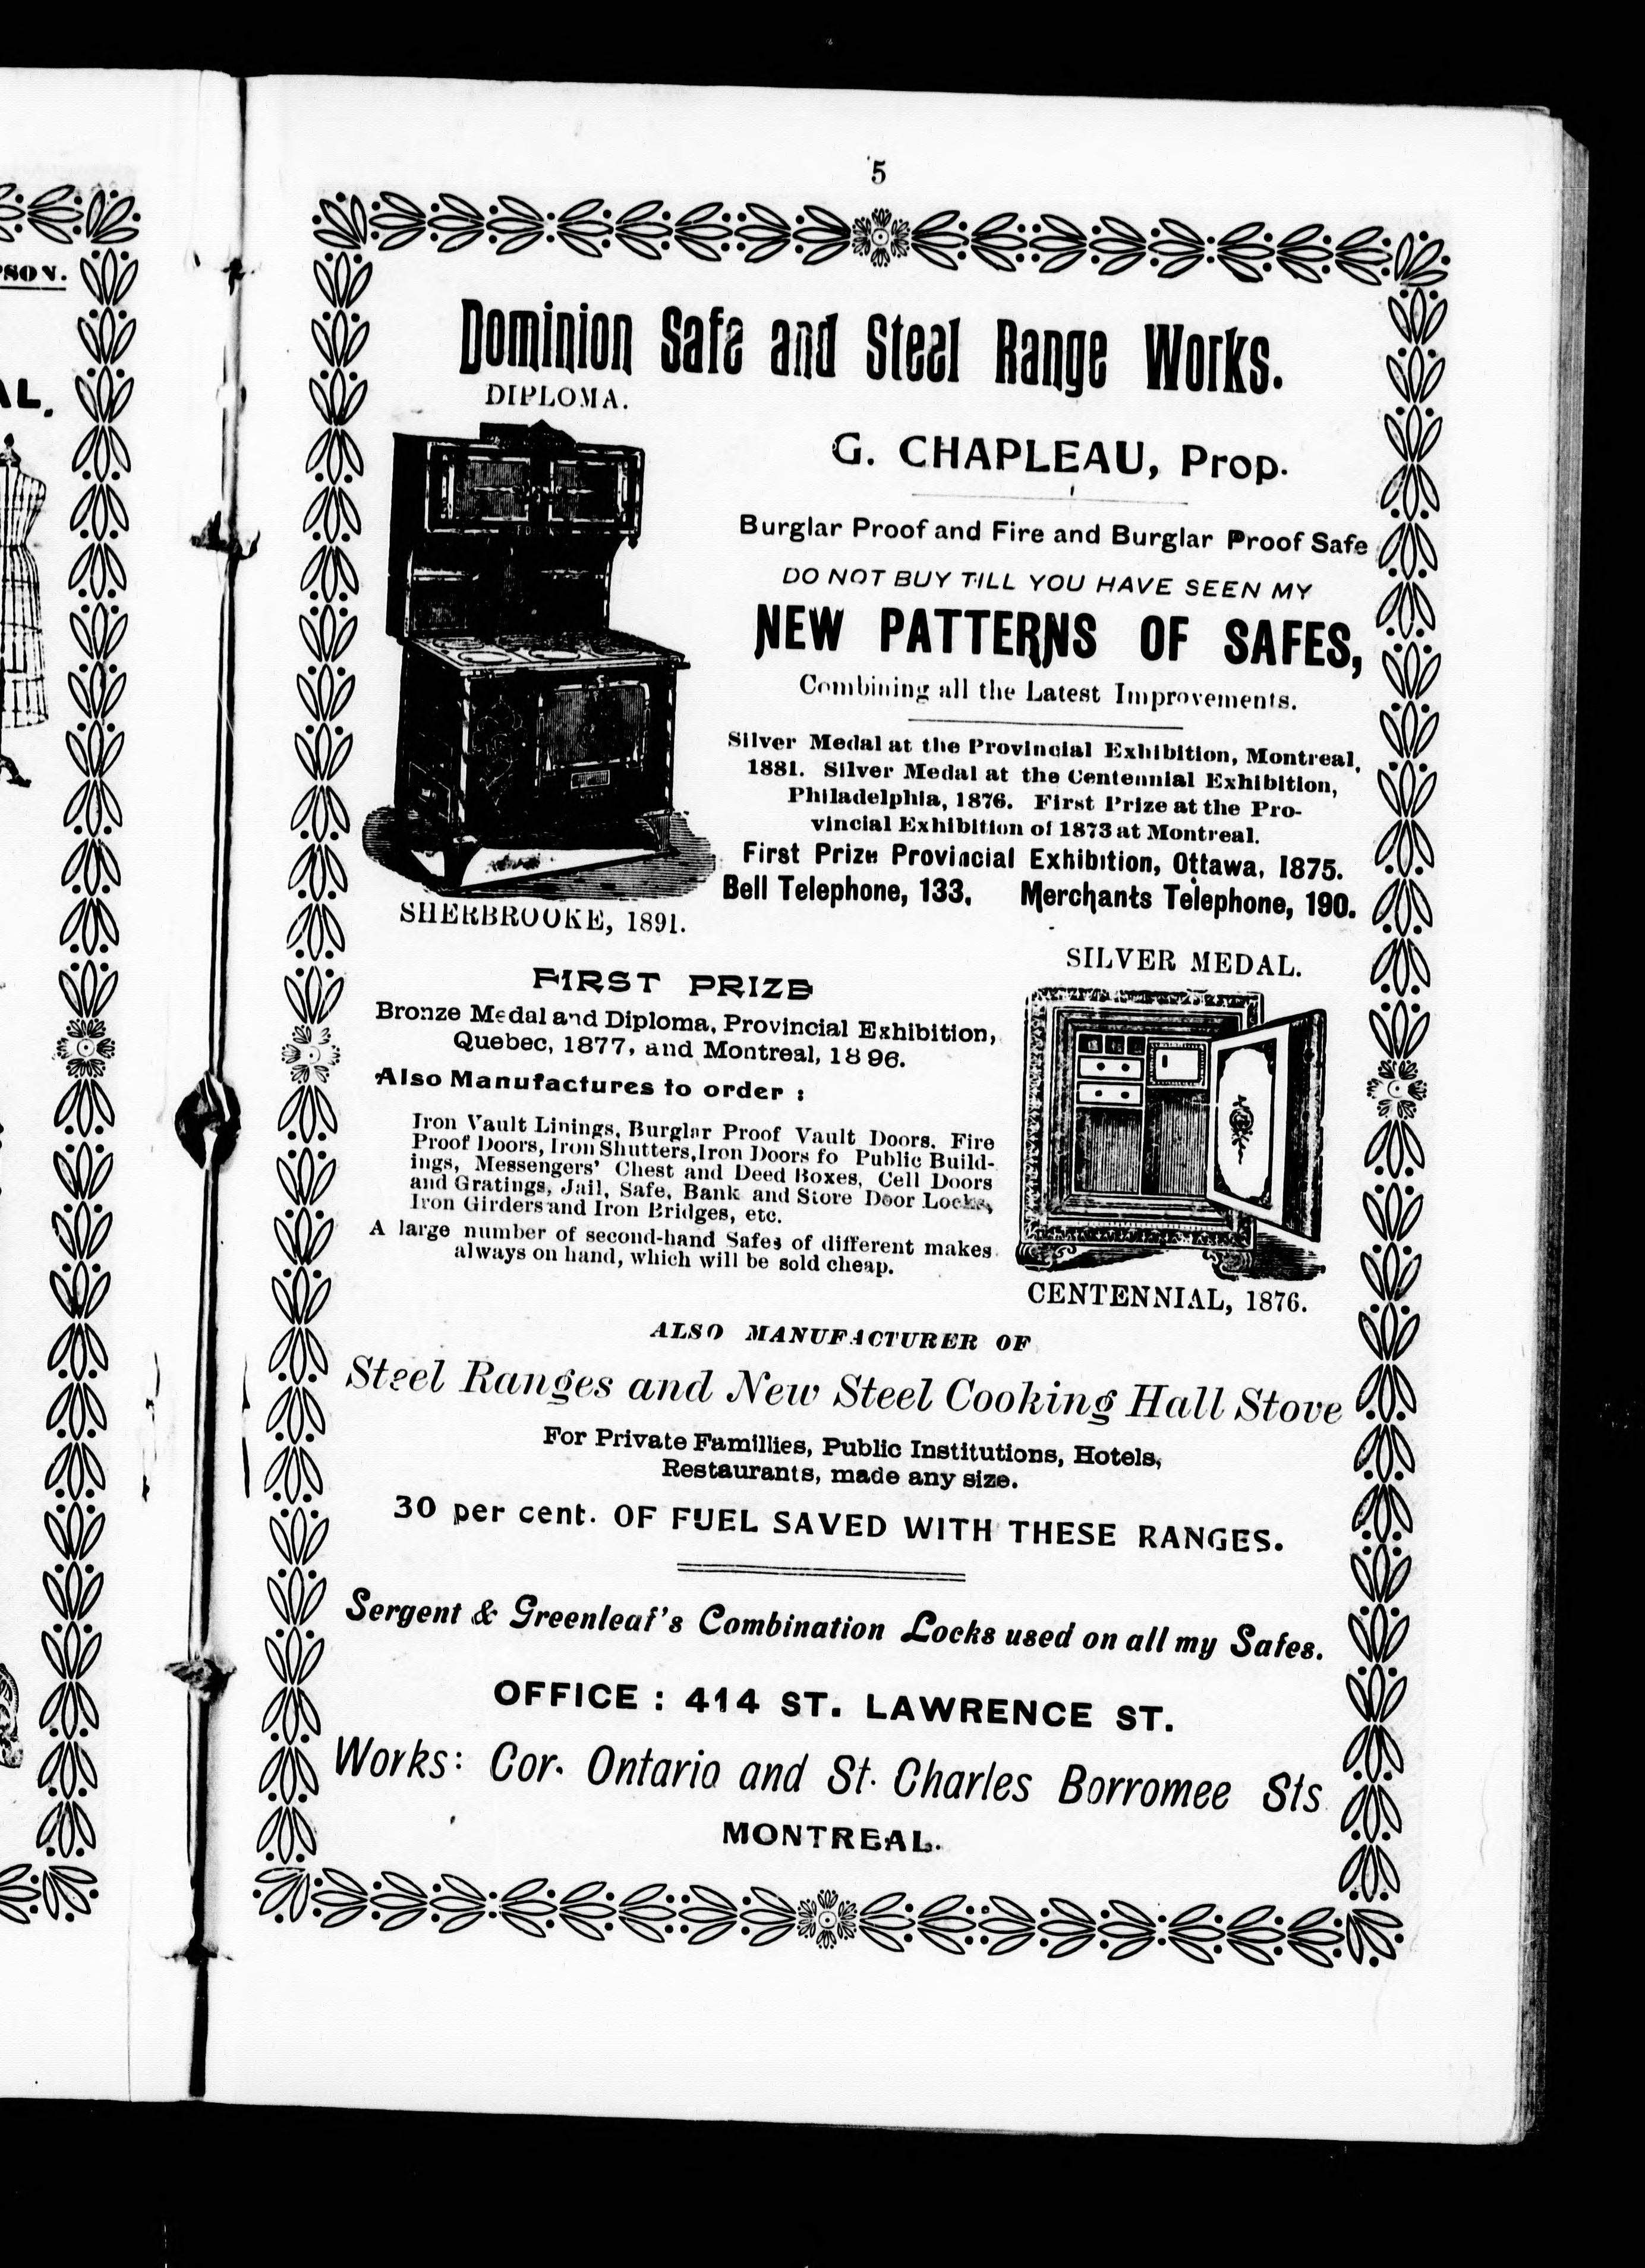 PSON.
AL,
5
Dominion Safe and Steel Range Works.
DIPLOMA.
G. CHAPLEAU, Prop.
Burglar Proof and Fire and Burglar Proof Safe
DO NOT BUY TILL YOU HAVE SEEN MY
NEW PATTERNS OF SAFES,
Combining all the Latest Improvements.
Silver Medal at the Provincial Exhibition, Montreal,
1881. Silver Medal at the Centennial Exhibition,
Philadelphia, 1876. First Prize at the Pro-
vincial Exhibition of 1873 at Montreal.
First Prize Provincial Exhibition, Ottawa, 1875.
Bell Telephone, 133. Merchants Telephone, 190.
SHERBROOKE, 1891.
SILVER MEDAL.
FIRST PRIZE
Bronze Medal and Diploma, Provincial Exhibition,
Quebec, 1877, and Montreal, 1896.
Also Manufactures to order :
Iron Vault Linings, Burglar Proof Vault Doors. Fire
Proof Doors, Iron Shutters, Iron Doors fo Public Build-
ings, Messengers' Chest and Deed Boxes, Cell Doors
and Gratings, Jail, Safe, Bank and Store Door Locks,
Iron Girders and Iron Bridges, etc.
A large number of second-hand Safes of different makes
always on hand, which will be sold cheap.
CENTENNIAL, 1876.
ALSO MANUFACTURER OF
Steel Ranges and New Steel Cooking Hall Stove
For Private Famillies, Public Institutions, Hotels,
Restaurants, made any size.
30 per cent. OF FUEL SAVED WITH THESE RANGES.
Sergent & Greenleaf's Combination Locks used on all my Safes.
OFFICE : 414 ST. LAWRENCE ST.
Works: Cor. Ontario and St. Charles Borromee Sts
MONTREAL.